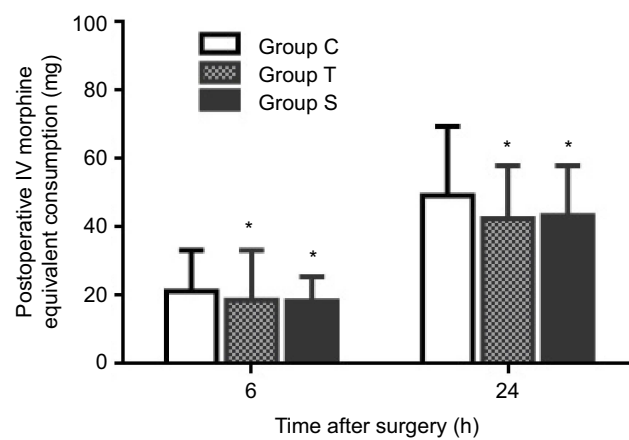 Postoperative IV morphine
equivalent consumption (mg)
100
80
60
40
20
0
Group C
Group T
Group S
*
*
*
*
6
24
Time after surgery (h)